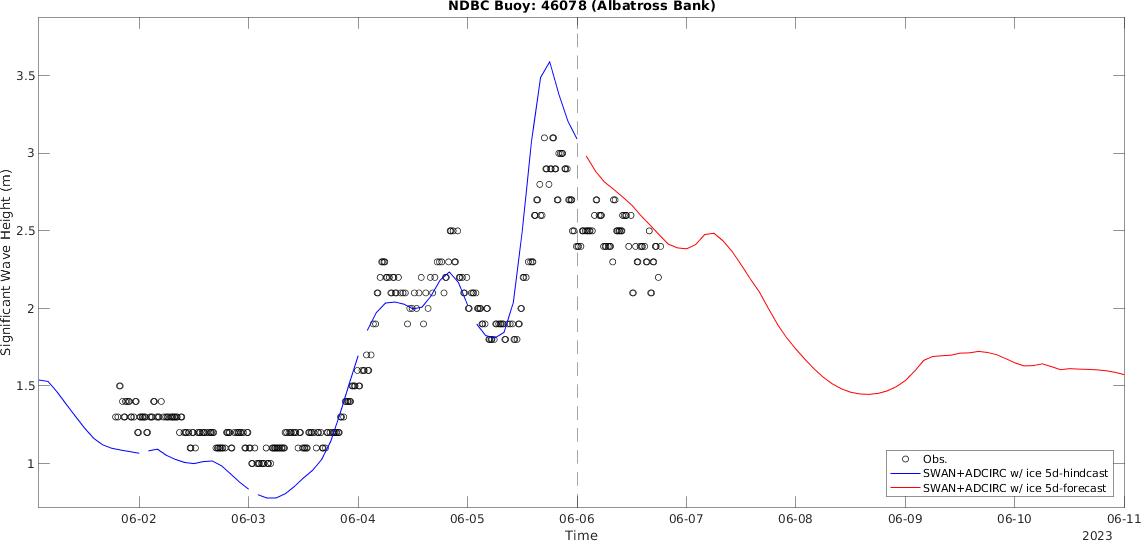 NDBC Buoy: 46078 (Albatross Bank)
Significant Wave Height (m)
3.5
3
2.5
2
1.5
1
Obs.
SWAN+ADCIRC w/ ice 5d-hindcast
SWAN+ADCIRC w/ ice 5d-forecast
06-02 06-03 06-04 06-05 06-06 06-07 06-08 06-09 06-10 06-11
Time 2023